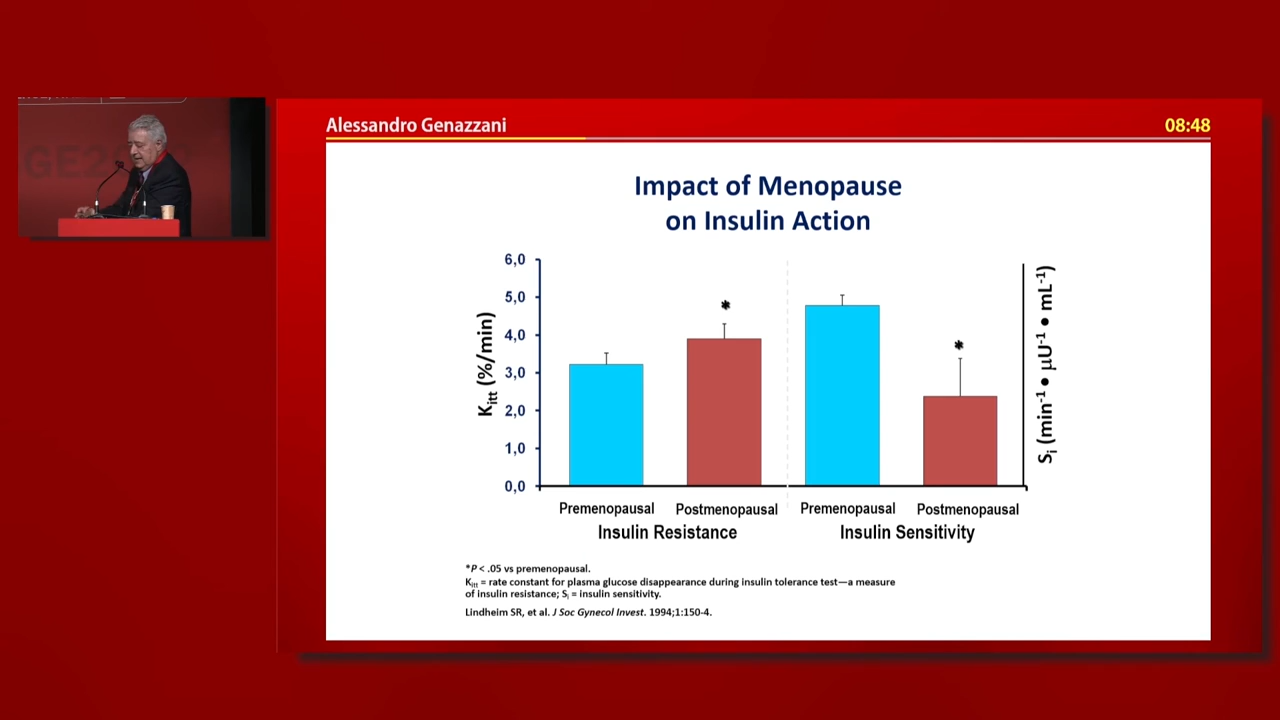 GE2
Alessandro Genazzani
08:48
Impact of Menopause
on Insulin Action
6,0
5,0
4,0
3,0
2,0
1,0
0,0
Kitt (%/min)
*
*
Si (min-1 • μU-1 • mL-1)
Premenopausal
Postmenopausal
Premenopausal
Postmenopausal
Insulin Resistance
Insulin Sensitivity
*P < .05 vs premenopausal.
Kitt = rate constant for plasma glucose disappearance during insulin tolerance test—a measure
of insulin resistance; Si = insulin sensitivity.
Lindheim SR, et al. J Soc Gynecol Invest. 1994;1:150-4.